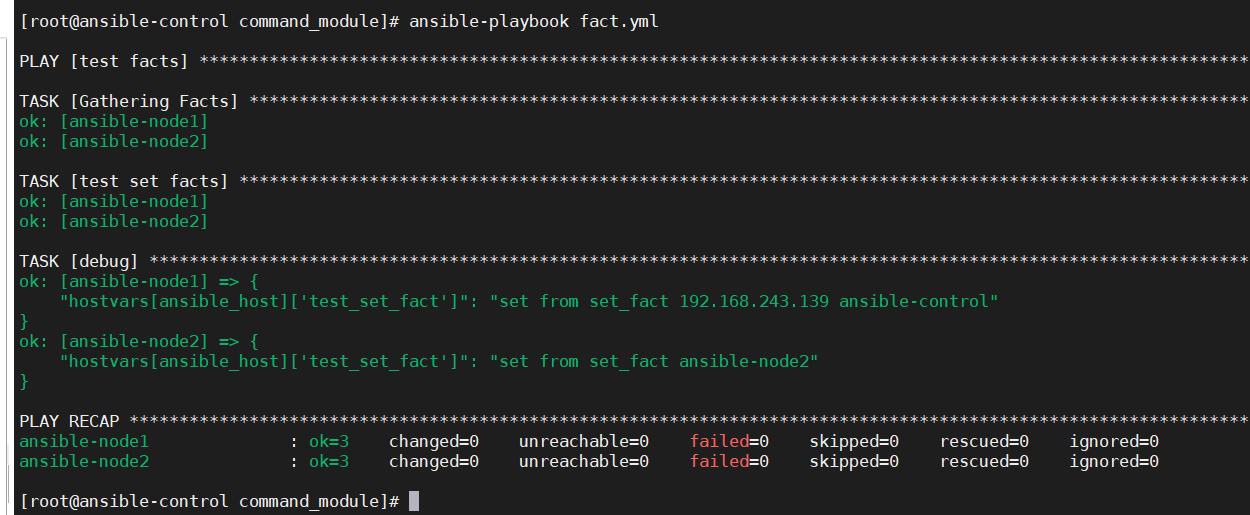 [root@ansible-control command_module]# ansible-playbook fact.yml
PLAY [test facts] *********************************************************************************************************
TASK [Gathering Facts] ****************************************************************************************************
ok: [ansible-node1]
ok: [ansible-node2]
TASK [test set facts] *****************************************************************************************************
ok: [ansible-node1]
ok: [ansible-node2]
TASK [debug] **************************************************************************************************************
ok: [ansible-node1] => {
    "hostvars[ansible_host]['test_set_fact']": "set from set_fact 192.168.243.139 ansible-control"
}
ok: [ansible-node2] => {
    "hostvars[ansible_host]['test_set_fact']": "set from set_fact ansible-node2"
}
PLAY RECAP ****************************************************************************************************************
ansible-node1              : ok=3    changed=0    unreachable=0    failed=0    skipped=0    rescued=0    ignored=0
ansible-node2              : ok=3    changed=0    unreachable=0    failed=0    skipped=0    rescued=0    ignored=0
[root@ansible-control command_module]#